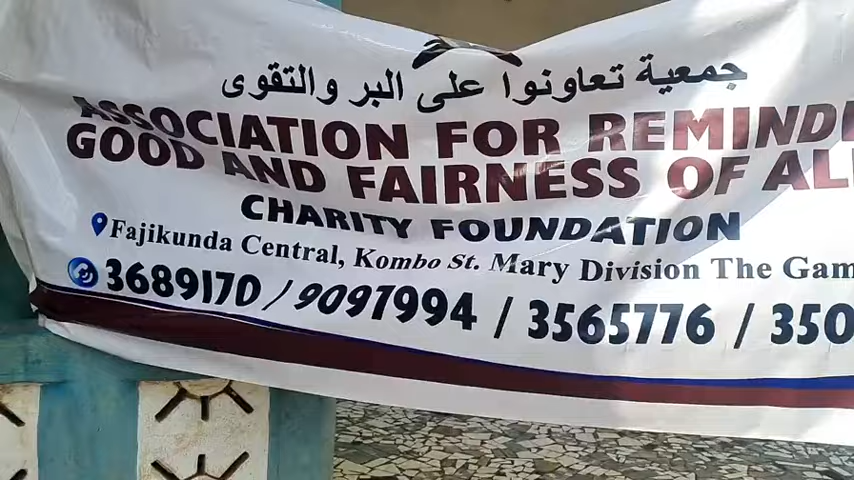 جمعية تعاونوا على البر والتقوى
ASSOCIATION FOR REMINDI
GOOD AND FAIRNESS OF AL
CHARITY FOUNDATION
Fajikunda Central, Kombo St. Mary Division The Gam
3689170 / 9097994 / 3565776 / 350